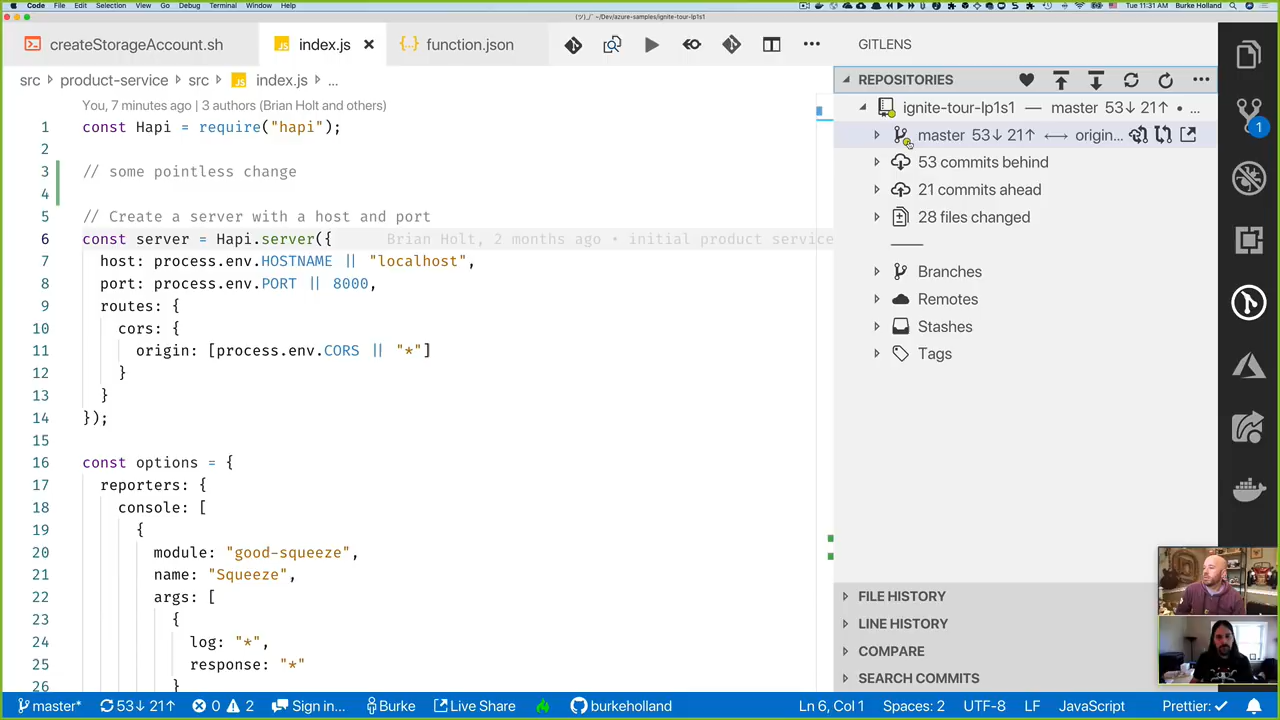 Code File Edit Selection View Go Debug Terminal Window Help
Tue 11:31 AM Burke Holland
~/Dev/azure-samples/ignite-tour-lp1s1
createStorageAccount.sh
index.js
function.json
GITLENS
src product-service src index.js ...
REPOSITORIES
You, 7 minutes ago | 3 authors (Brian Holt and others)
ignite-tour-lp1s1 — master 53↓ 21↑ • ...
master 53↓ 21↑ ⟷ origin...
53 commits behind
21 commits ahead
28 files changed
Branches
Remotes
Stashes
Tags
1 const Hapi = require("hapi");
2
3 // some pointless change
4
5 // Create a server with a host and port
6 const server = Hapi.server({ Brian Holt, 2 months ago • initial product service
7 host: process.env.HOSTNAME || "localhost",
8 port: process.env.PORT || 8000,
9 routes: {
10 cors: {
11 origin: [process.env.CORS || "*"]
12 }
13 }
14 });
15
16 const options = {
17 reporters: {
18 console: [
19 {
20 module: "good-squeeze",
21 name: "Squeeze",
22 args: [
23 {
24 log: "*",
25 response: "*"
26 }
1
FILE HISTORY
LINE HISTORY
COMPARE
SEARCH COMMITS
master* 53↓ 21↑ 0 2 Sign in... Burke Live Share burkeholland Ln 6, Col 1 Spaces: 2 UTF-8 LF JavaScript Prettier: ✓